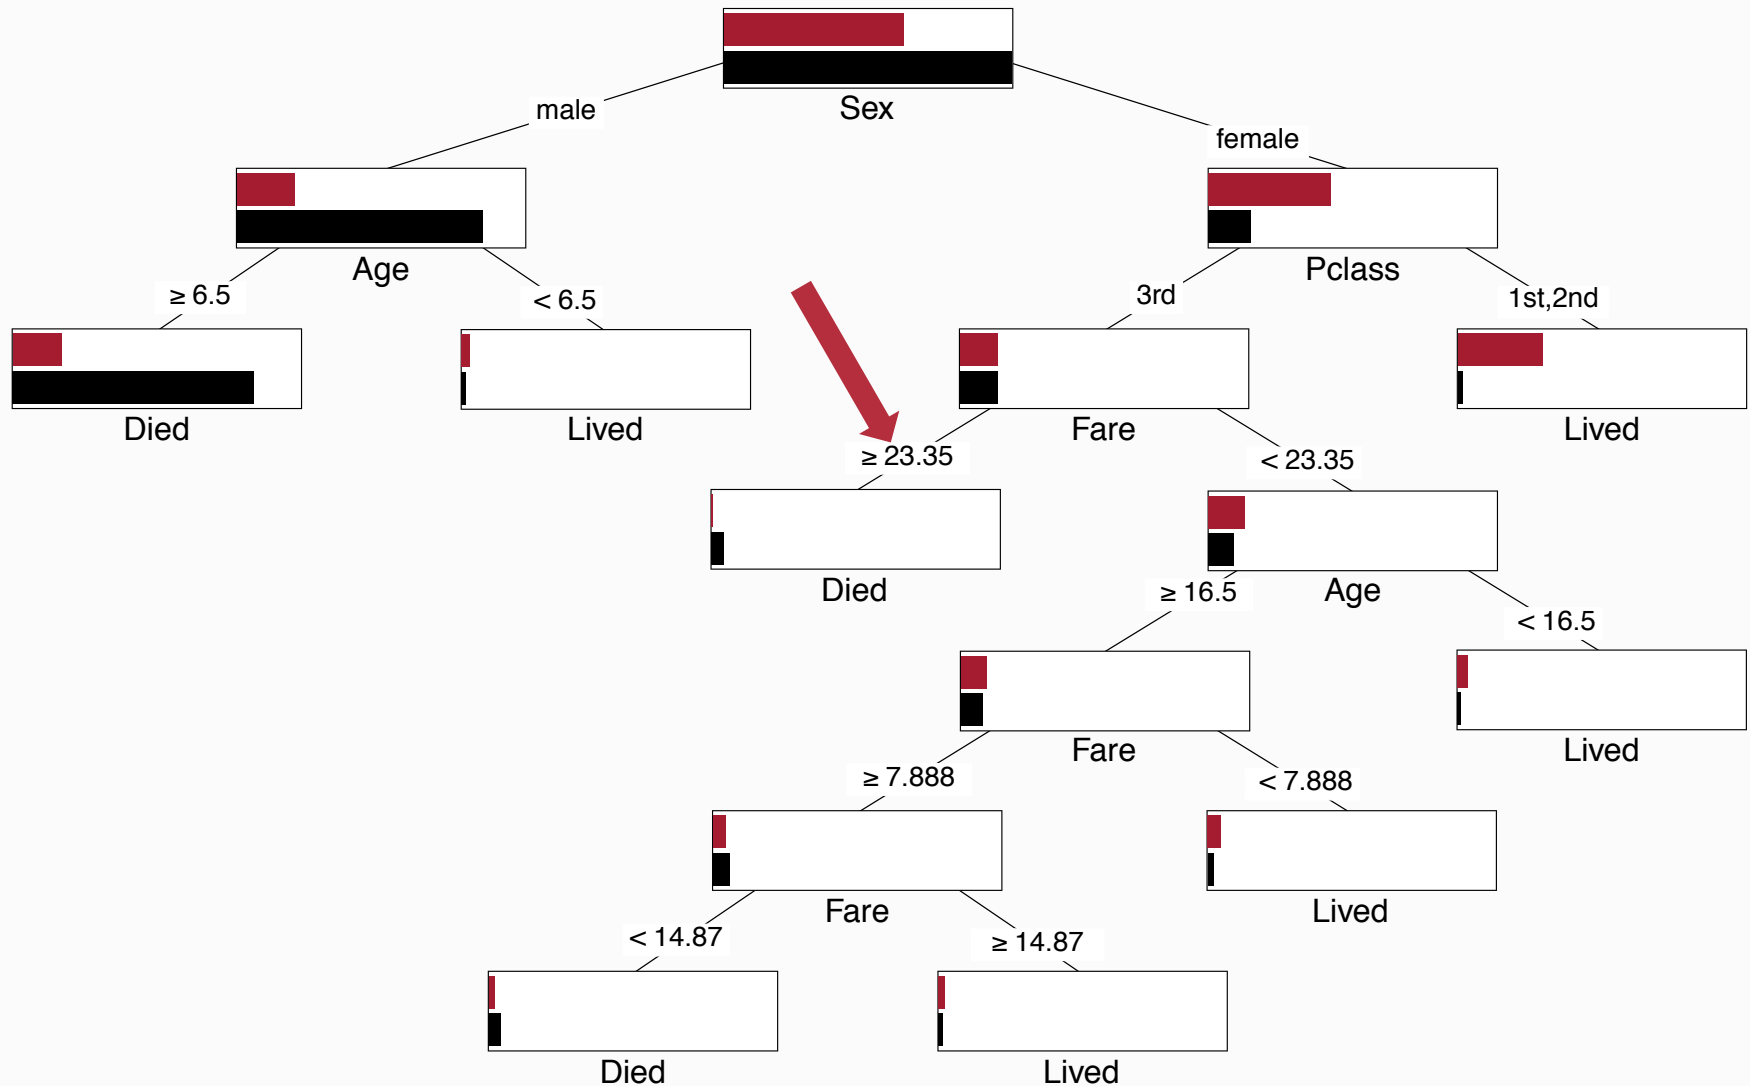 Sex
male
female
Age
Pclass
≥ 6.5
< 6.5
3rd
1st,2nd
Died
Lived
Fare
Lived
≥ 23.35
< 23.35
Died
Age
≥ 16.5
< 16.5
Fare
Lived
≥ 7.888
< 7.888
Fare
Lived
< 14.87
≥ 14.87
Died
Lived